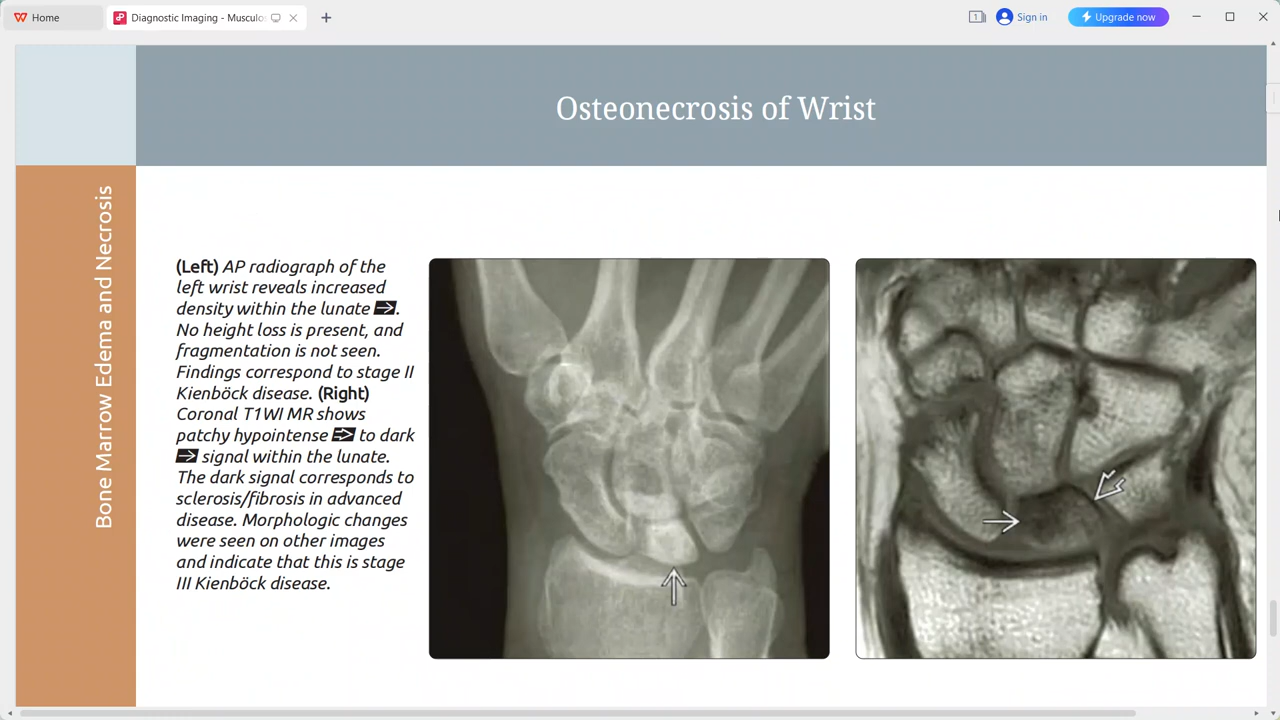 Home
Diagnostic Imaging - Musculos
1
Sign in
Upgrade now
Osteonecrosis of Wrist
Bone Marrow Edema and Necrosis
(Left) AP radiograph of the
left wrist reveals increased
density within the lunate ➡.
No height loss is present, and
fragmentation is not seen.
Findings correspond to stage II
Kienböck disease. (Right)
Coronal T1WI MR shows
patchy hypointense ➡ to dark
➡ signal within the lunate.
The dark signal corresponds to
sclerosis/fibrosis in advanced
disease. Morphologic changes
were seen on other images
and indicate that this is stage
III Kienböck disease.